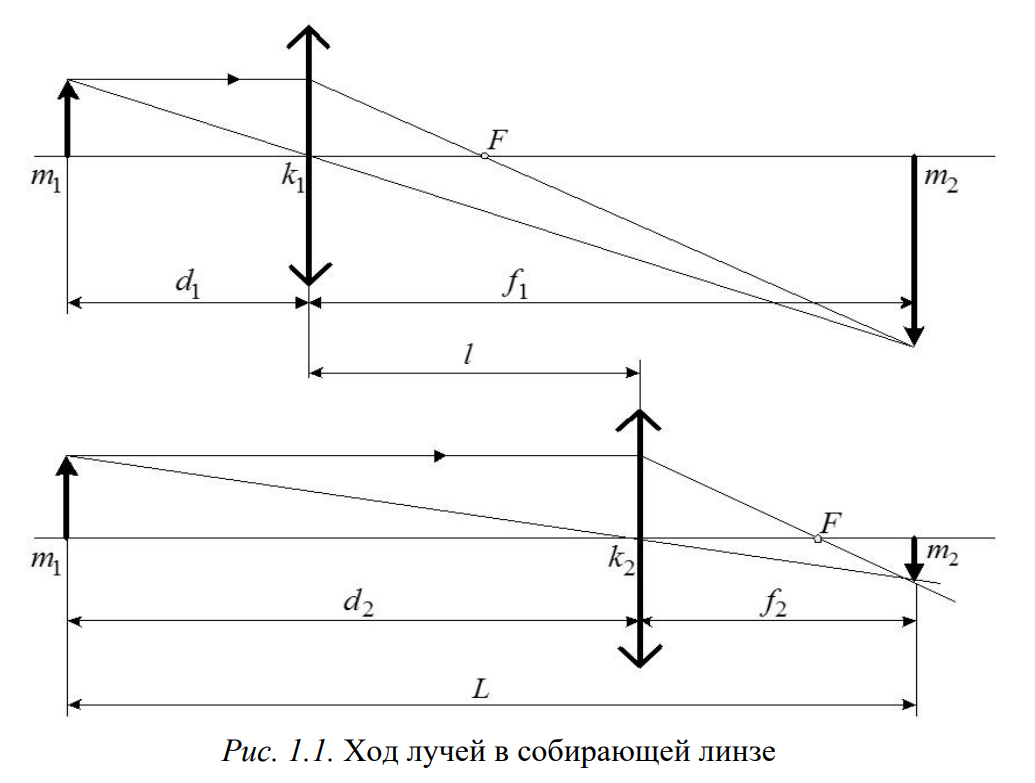 F
m₁ k₁ m₂
d₁ f₁
l
F
m₁ k₂ m₂
d₂ f₂
L
Рис. 1.1. Ход лучей в собирающей линзе